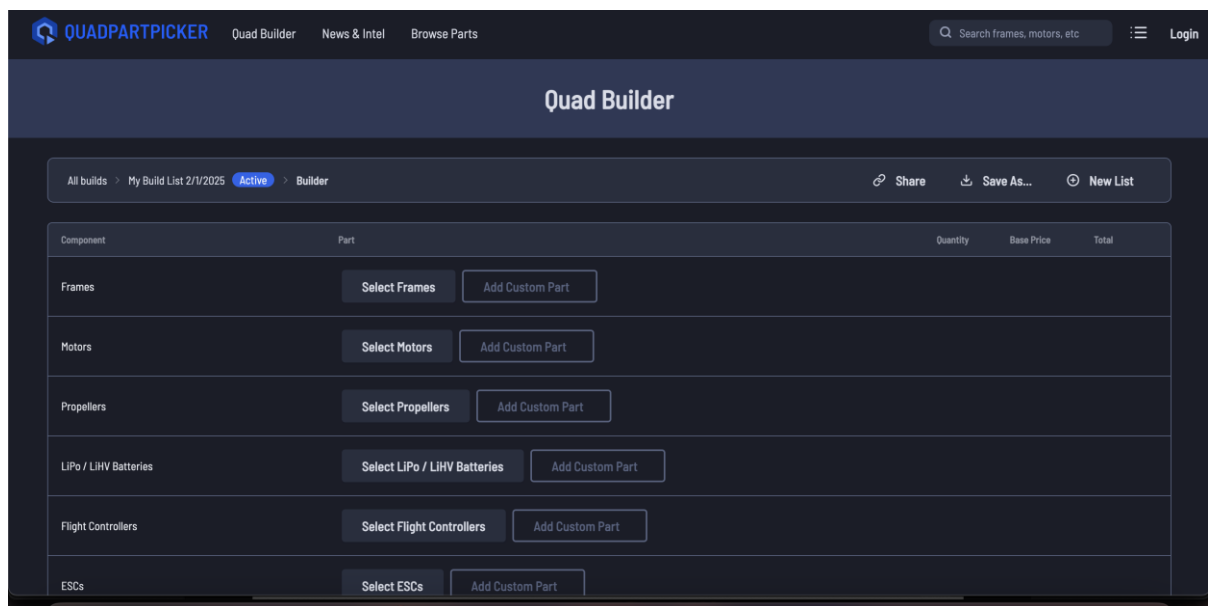 QUADPARTPICKER Quad Builder News & Intel Browse Parts Search frames, motors, etc Login
Quad Builder
All builds > My Build List 2/1/2025 Active > Builder Share Save As... New List
Component Part Quantity Base Price Total
Frames Select Frames Add Custom Part
Motors Select Motors Add Custom Part
Propellers Select Propellers Add Custom Part
LiPo / LiHV Batteries Select LiPo / LiHV Batteries Add Custom Part
Flight Controllers Select Flight Controllers Add Custom Part
ESCs Select ESCs Add Custom Part